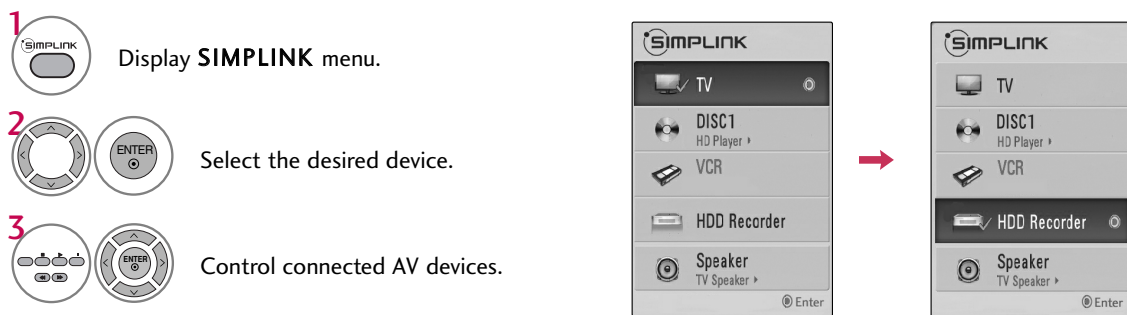 1
SIMPLINK
Display SIMPLINK menu.
2
ENTER
Select the desired device.
3
ENTER
Control connected AV devices.
SIMPLINK
TV
DISC1
HD Player
VCR
HDD Recorder
Speaker
TV Speaker
Enter
SIMPLINK
TV
DISC1
HD Player
VCR
HDD Recorder
Speaker
TV Speaker
Enter